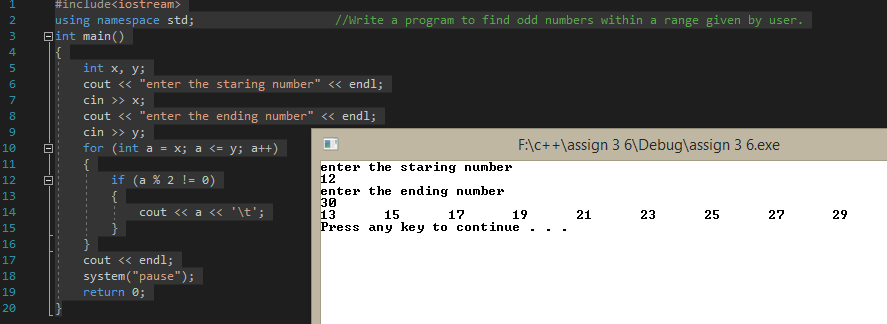 1 #include<iostream>
2 using namespace std; //Write a program to find odd numbers within a range given by user.
3 int main()
4 {
5 int x, y;
6 cout << "enter the staring number" << endl;
7 cin >> x;
8 cout << "enter the ending number" << endl;
9 cin >> y;
10 for (int a = x; a <= y; a++)
11 {
12 if (a % 2 != 0)
13 {
14 cout << a << '\t';
15 }
16 }
17 cout << endl;
18 system("pause");
19 return 0;
20 }
F:\c++\assign 3 6\Debug\assign 3 6.exe
enter the staring number
12
enter the ending number
30
13 15 17 19 21 23 25 27 29
Press any key to continue . . .